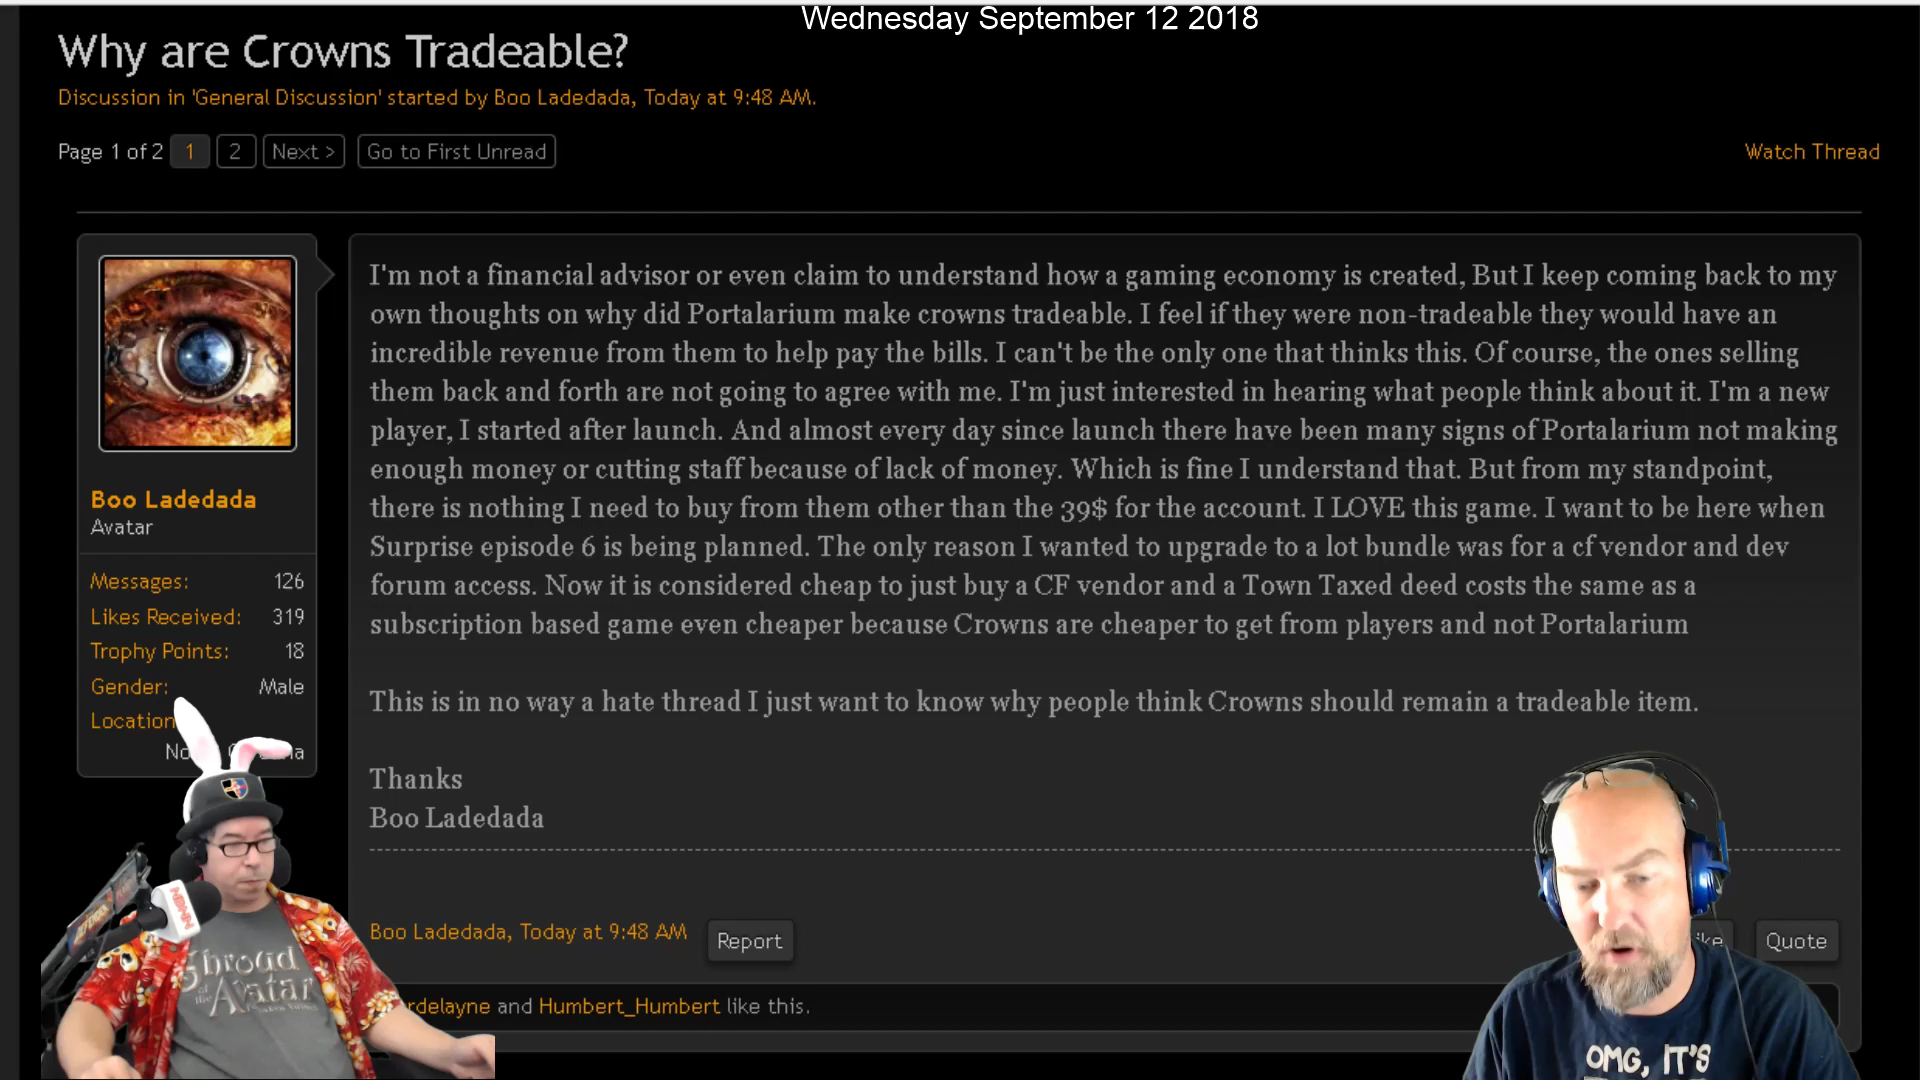 Wednesday September 12 2018
Why are Crowns Tradeable?
Discussion in 'General Discussion' started by Boo Ladedada, Today at 9:48 AM.
Page 1 of 2 1 2 Next > Go to First Unread
Watch Thread
Boo Ladedada
Avatar
Messages: 126
Likes Received: 319
Trophy Points: 18
Gender: Male
Location
I'm not a financial advisor or even claim to understand how a gaming economy is created, But I keep coming back to my
own thoughts on why did Portalarium make crowns tradeable. I feel if they were non-tradeable they would have an
incredible revenue from them to help pay the bills. I can't be the only one that thinks this. Of course, the ones selling
them back and forth are not going to agree with me. I'm just interested in hearing what people think about it. I'm a new
player, I started after launch. And almost every day since launch there have been many signs of Portalarium not making
enough money or cutting staff because of lack of money. Which is fine I understand that. But from my standpoint,
there is nothing I need to buy from them other than the 39$ for the account. I LOVE this game. I want to be here when
Surprise episode 6 is being planned. The only reason I wanted to upgrade to a lot bundle was for a cf vendor and dev
forum access. Now it is considered cheap to just buy a CF vendor and a Town Taxed deed costs the same as a
subscription based game even cheaper because Crowns are cheaper to get from players and not Portalarium
This is in no way a hate thread I just want to know why people think Crowns should remain a tradeable item.
Thanks
Boo Ladedada
Boo Ladedada, Today at 9:48 AM
Report
Quote
and Humbert_Humbert like this.
Shroud
of the
Avatar
OMG, IT'S